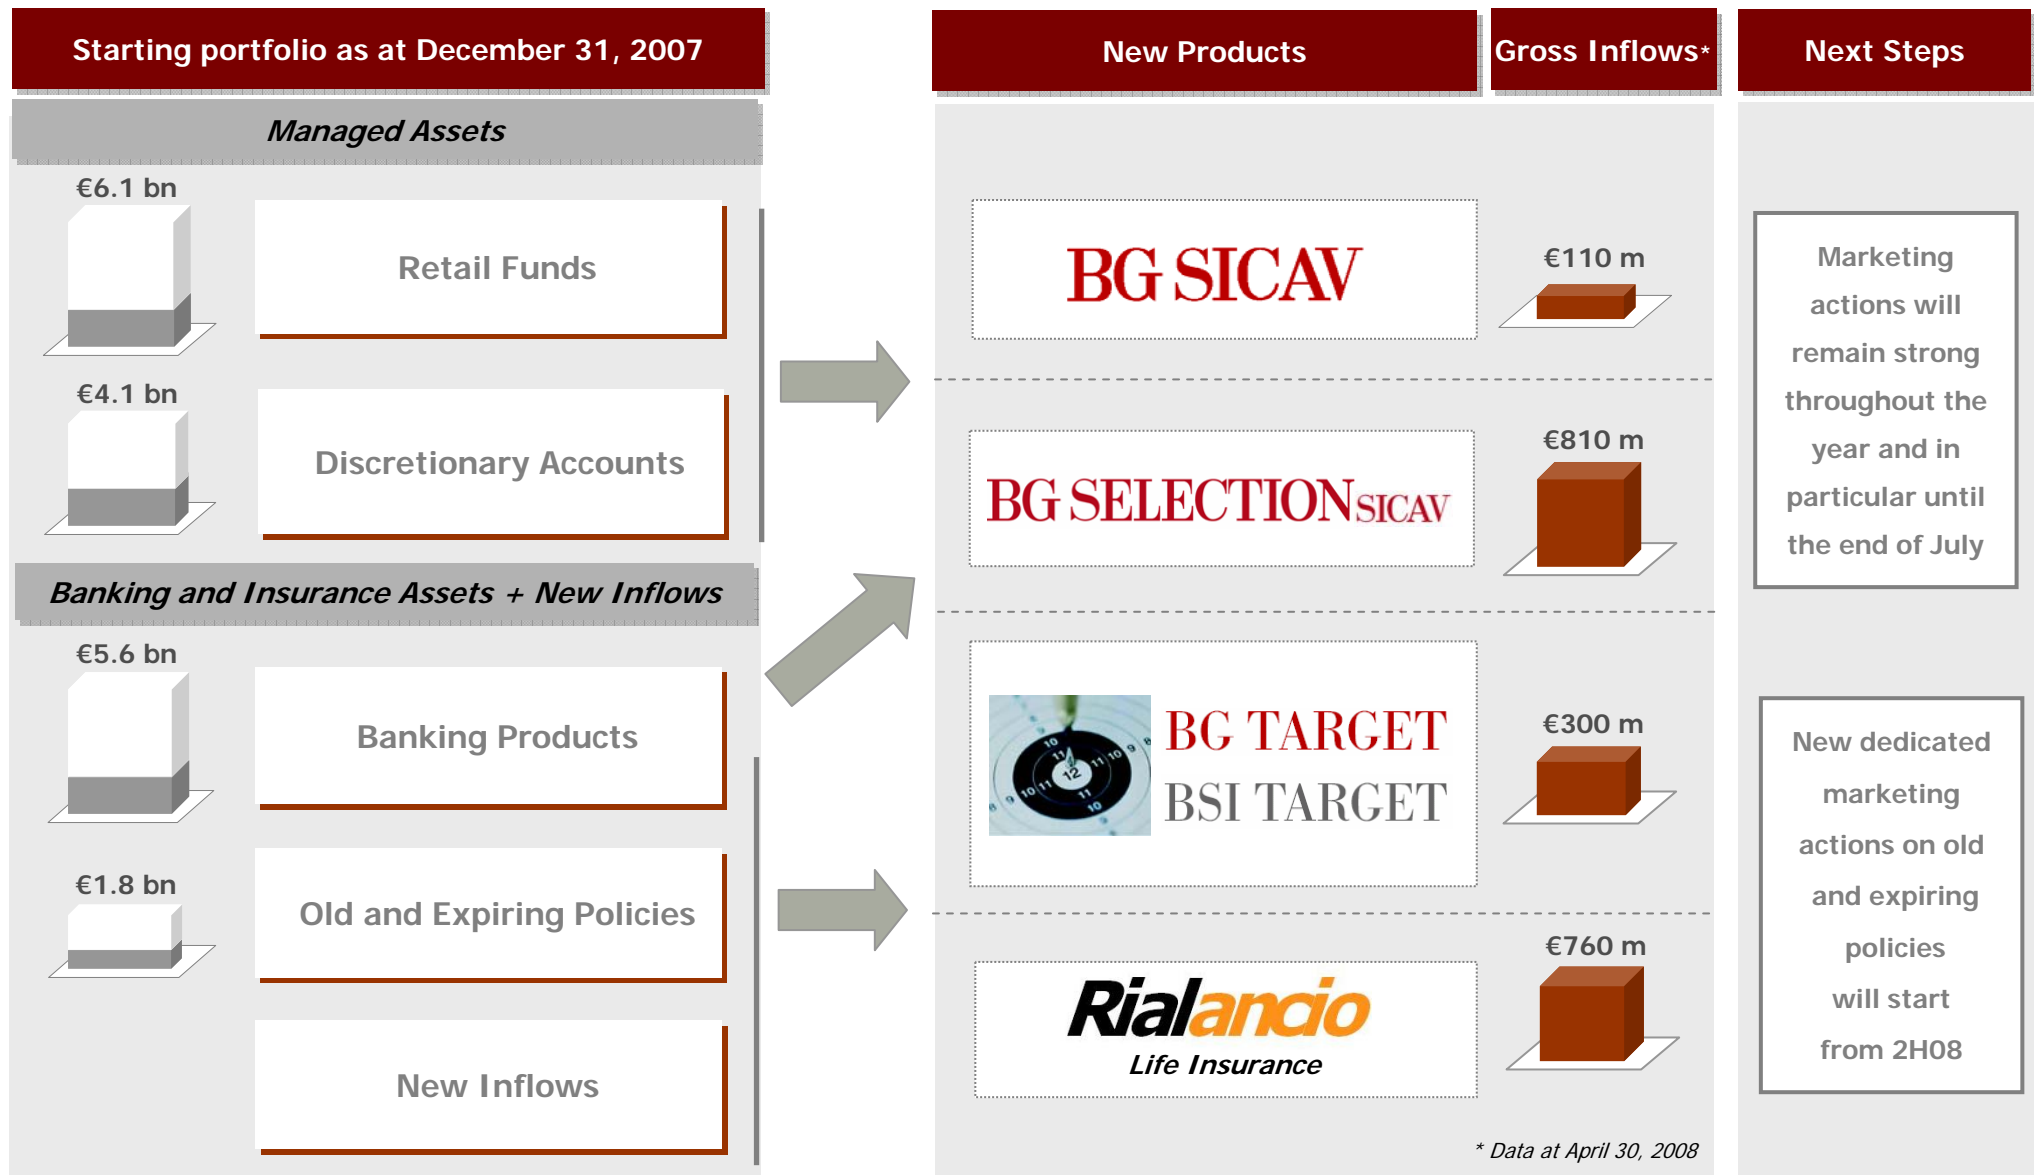 Starting portfolio as at December 31, 2007
Managed Assets
€6.1 bn
Retail Funds
€4.1 bn
Discretionary Accounts
Banking and Insurance Assets + New Inflows
€5.6 bn
Banking Products
€1.8 bn
Old and Expiring Policies
New Inflows
New Products
Gross Inflows*
BG SICAV
€110 m
BG SELECTION SICAV
€810 m
BG TARGET
BSI TARGET
€300 m
Rialancio
Life Insurance
€760 m
* Data at April 30, 2008
Next Steps
Marketing
actions will
remain strong
throughout the
year and in
particular until
the end of July
New dedicated
marketing
actions on old
and expiring
policies
will start
from 2H08